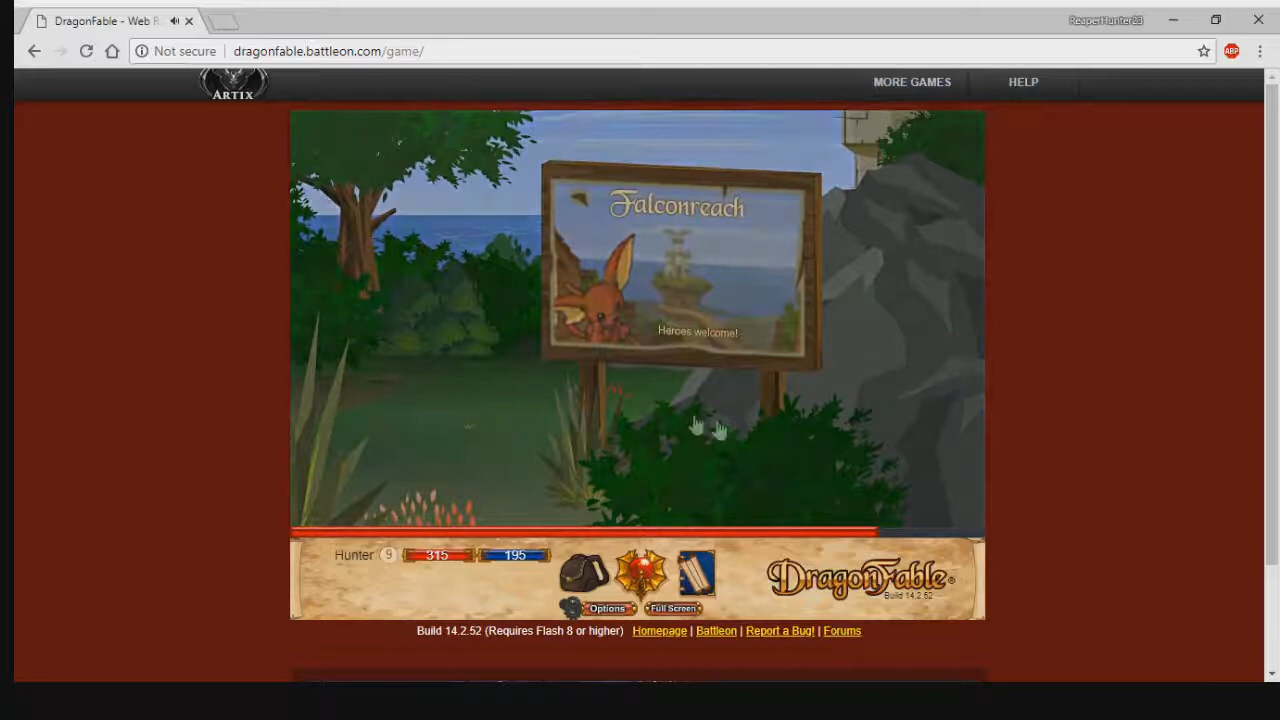 DragonFable - Web R
ReaperHunter23
Not secure
dragonfable.battleon.com/game/
ABP
ARTIX
MORE GAMES
HELP
Falconreach
Heroes welcome!
Hunter 9 315 195
DragonFable
Build 14.2.52
Options
Full Screen
Build 14.2.52 (Requires Flash 8 or higher) Homepage | Battleon | Report a Bug! | Forums